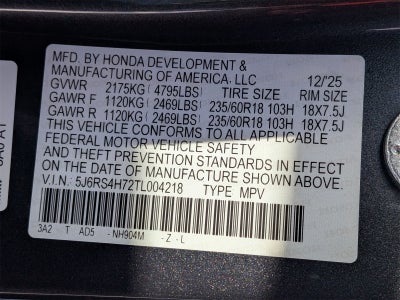 MFD. BY HONDA DEVELOPMENT &
MANUFACTURING OF AMERICA, LLC 12/'25
GVWR 2175KG (4795LBS) TIRE SIZE RIM SIZE
GAWR F 1120KG (2469LBS) 235/60R18 103H 18X7.5J
GAWR R 1120KG (2469LBS) 235/60R18 103H 18X7.5J
THIS VEHICLE CONFORMS TO ALL APPLICABLE
FEDERAL MOTOR VEHICLE SAFETY
AND THEFT PREVENTION STANDARDS IN EFFECT
ON THE DATE OF MANUFACTURE SHOWN ABOVE.
V.I.N. 5J6RS4H72TL004218 TYPE MPV
3A2 - T AD5 - NH904M - Z - L